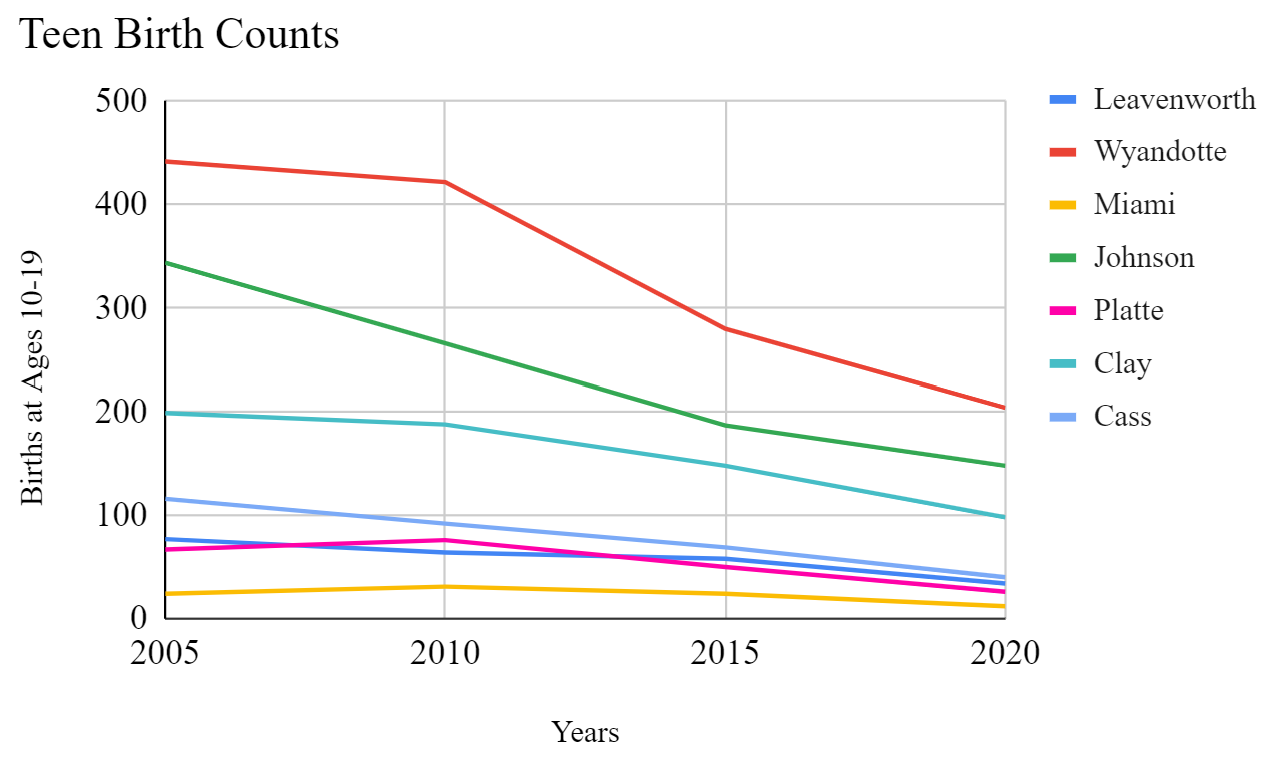 Teen Birth Counts
500
400
300
200
100
0
Births at Ages 10-19
2005 2010 2015 2020
Years
Leavenworth
Wyandotte
Miami
Johnson
Platte
Clay
Cass